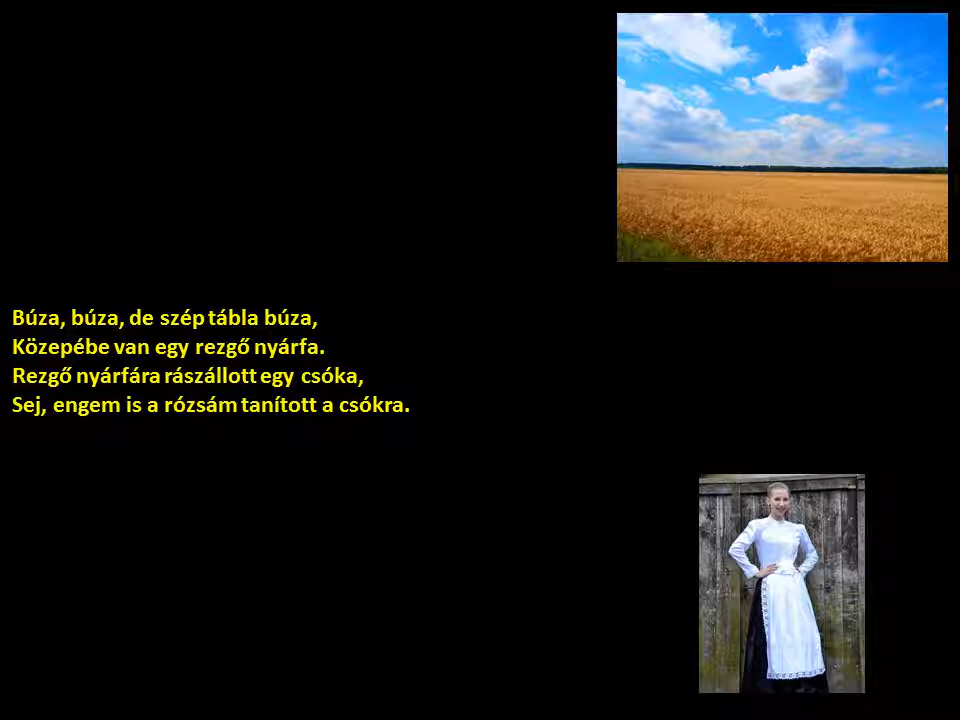 Búza, búza, de szép tábla búza,
Közepébe van egy rezgő nyárfa.
Rezgő nyárfára rászállott egy csóka,
Sej, engem is a rózsám tanított a csókra.